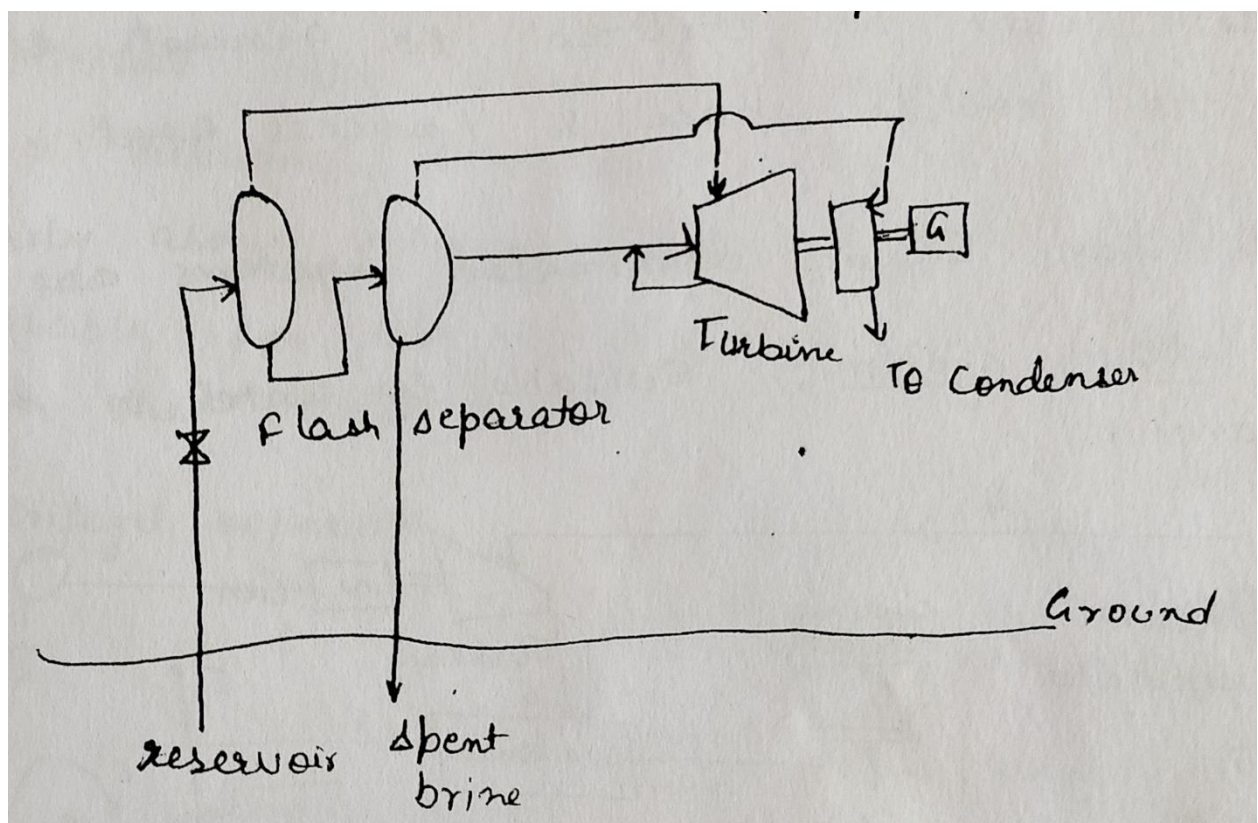 G
Turbine
To Condenser
Flash separator
Ground
reservoir
spent
brine